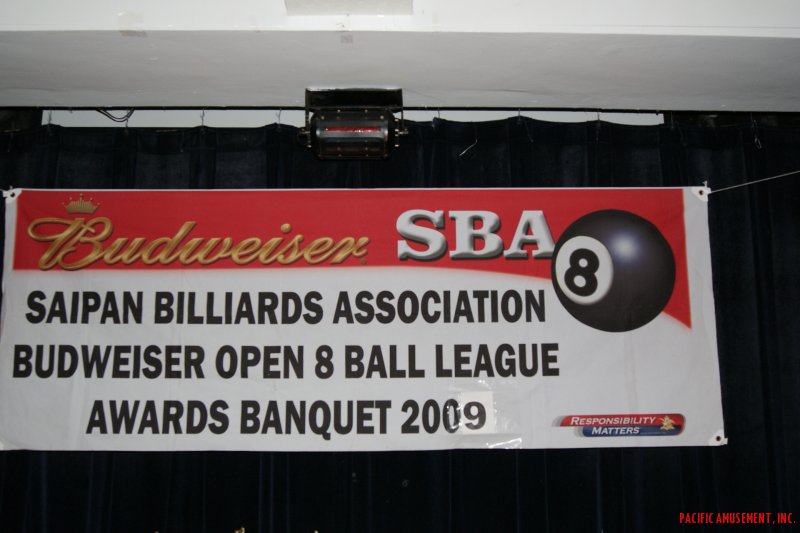 Budweiser SBA
8
SAIPAN BILLIARDS ASSOCIATION
BUDWEISER OPEN 8 BALL LEAGUE
AWARDS BANQUET 2009
RESPONSIBILITY
MATTERS
PACIFIC AMUSEMENT, INC.